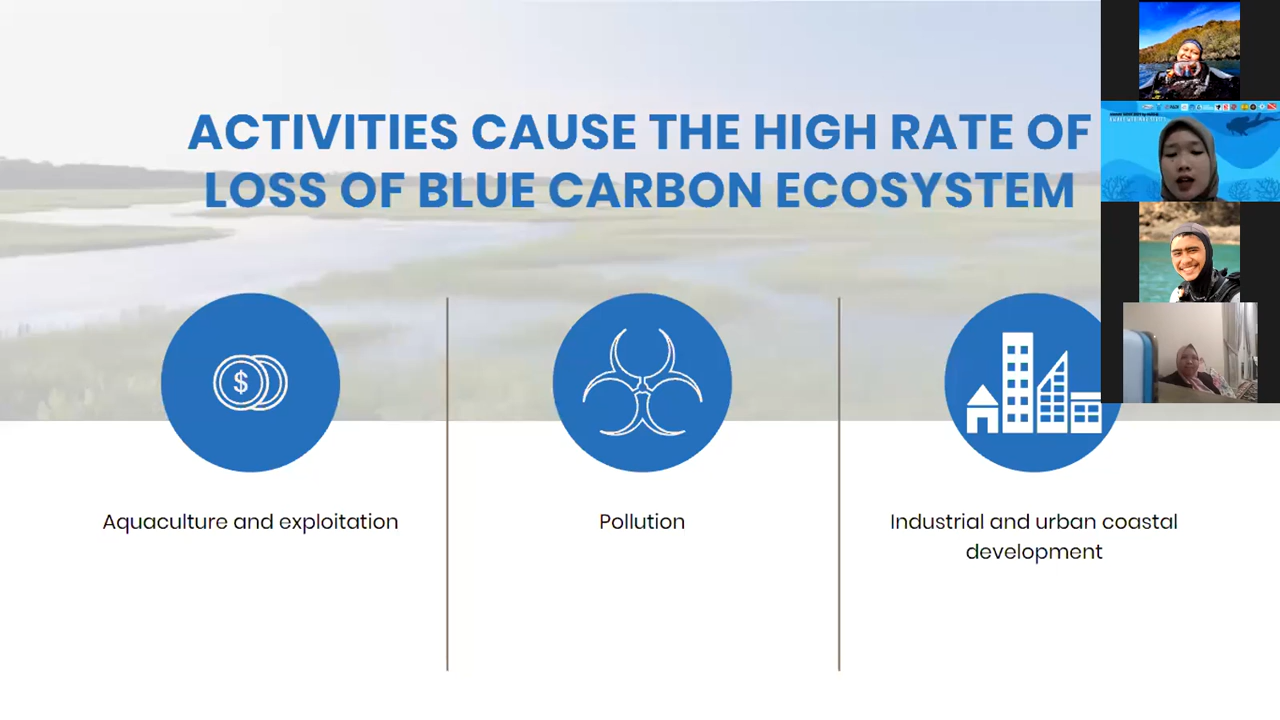 ACTIVITIES CAUSE THE HIGH RATE OF
LOSS OF BLUE CARBON ECOSYSTEM
$
Aquaculture and exploitation
Pollution
Industrial and urban coastal
development